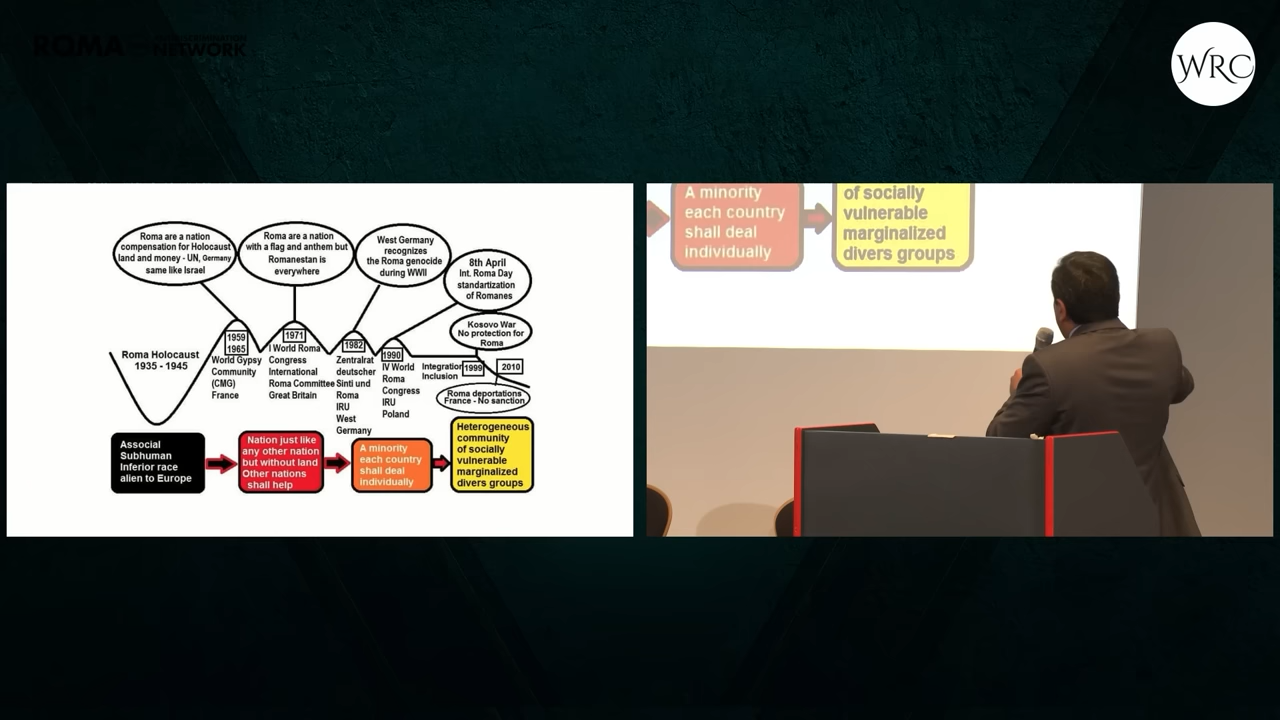 ROMA
NETWORK
WRC
Roma are a nation
compensation for Holocaust
land and money - UN, Germany
same like Israel
Roma are a nation
with a flag and anthem but
Romanestan is
everywhere
West Germany
recognizes
the Roma genocide
during WWII
8th April
Int. Roma Day
standartization
of Romanes
Kosovo War
No protection for
Roma
Roma Holocaust
1935 - 1945
1959
1965
World Gypsy
Community
(CMG)
France
1971
I World Roma
Congress
International
Roma Committee
Great Britain
1982
Zentralrat
deutscher
Sinti und
Roma
IRU
West
Germany
1990
IV World
Roma
Congress
IRU
Poland
Integration
Inclusion
1999
2010
Roma deportations
France - No sanction
Associal
Subhuman
Inferior race
alien to Europe
Nation just like
any other nation
but without land
Other nations
shall help
A minority
each country
shall deal
individually
Heterogeneous
community
of socially
vulnerable
marginalized
divers groups
A minority
each country
shall deal
individually
of socially
vulnerable
marginalized
divers groups